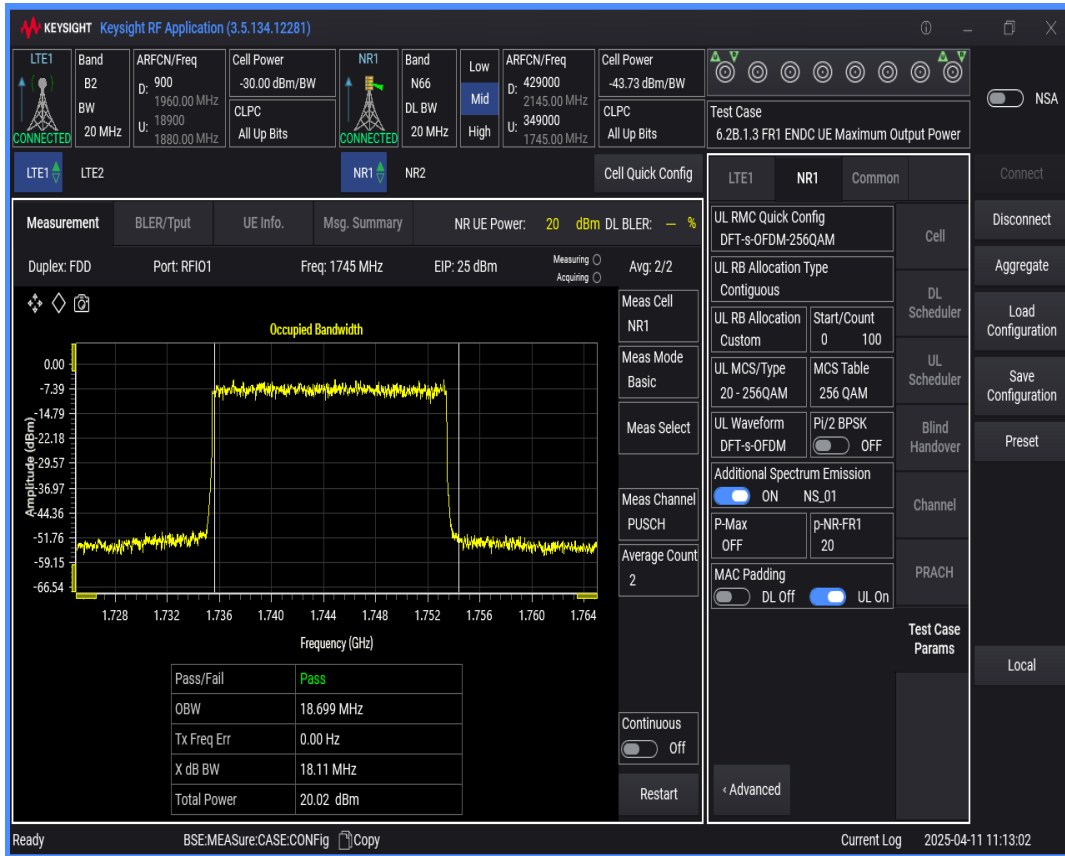 KEYSIGHT Keysight RF Application (3.5.134.12281)
LTE1
CONNECTED
Band
B2
BW
20 MHz
ARFCN/Freq
D: 900
1960.00 MHz
U: 18900
1880.00 MHz
Cell Power
-30.00 dBm/BW
CLPC
All Up Bits
NR1
CONNECTED
Band
N66
DL BW
20 MHz
Low
Mid
High
ARFCN/Freq
D: 429000
2145.00 MHz
U: 349000
1745.00 MHz
Cell Power
-43.73 dBm/BW
CLPC
All Up Bits
Test Case
6.2B.1.3 FR1 ENDC UE Maximum Output Power
NSA
LTE1 LTE2 NR1 NR2 Cell Quick Config
Measurement BLER/Tput UE Info. Msg. Summary NR UE Power: 20 dBm DL BLER: — %
Duplex: FDD Port: RFIO1 Freq: 1745 MHz EIP: 25 dBm Measuring Avg: 2/2
Acquiring
Occupied Bandwidth
Amplitude (dBm)
0.00
-7.39
-14.79
-22.18
-29.57
-36.97
-44.36
-51.76
-59.15
-66.54
1.728 1.732 1.736 1.740 1.744 1.748 1.752 1.756 1.760 1.764
Frequency (GHz)
Pass/Fail Pass
OBW 18.699 MHz
Tx Freq Err 0.00 Hz
X dB BW 18.11 MHz
Total Power 20.02 dBm
Meas Cell
NR1
Meas Mode
Basic
Meas Select
Meas Channel
PUSCH
Average Count
2
Continuous
Off
Restart
LTE1 NR1 Common
UL RMC Quick Config
DFT-s-OFDM-256QAM
UL RB Allocation Type
Contiguous
UL RB Allocation
Custom
Start/Count
0 100
UL MCS/Type
20 - 256QAM
MCS Table
256 QAM
UL Waveform
DFT-s-OFDM
Pi/2 BPSK
OFF
Additional Spectrum Emission
ON NS_01
P-Max
OFF
p-NR-FR1
20
MAC Padding
DL Off UL On
‹ Advanced
Cell
DL
Scheduler
UL
Scheduler
Blind
Handover
Channel
PRACH
Test Case
Params
Connect
Disconnect
Aggregate
Load
Configuration
Save
Configuration
Preset
Local
Ready BSE:MEASure:CASE:CONFig Copy Current Log 2025-04-11 11:13:02